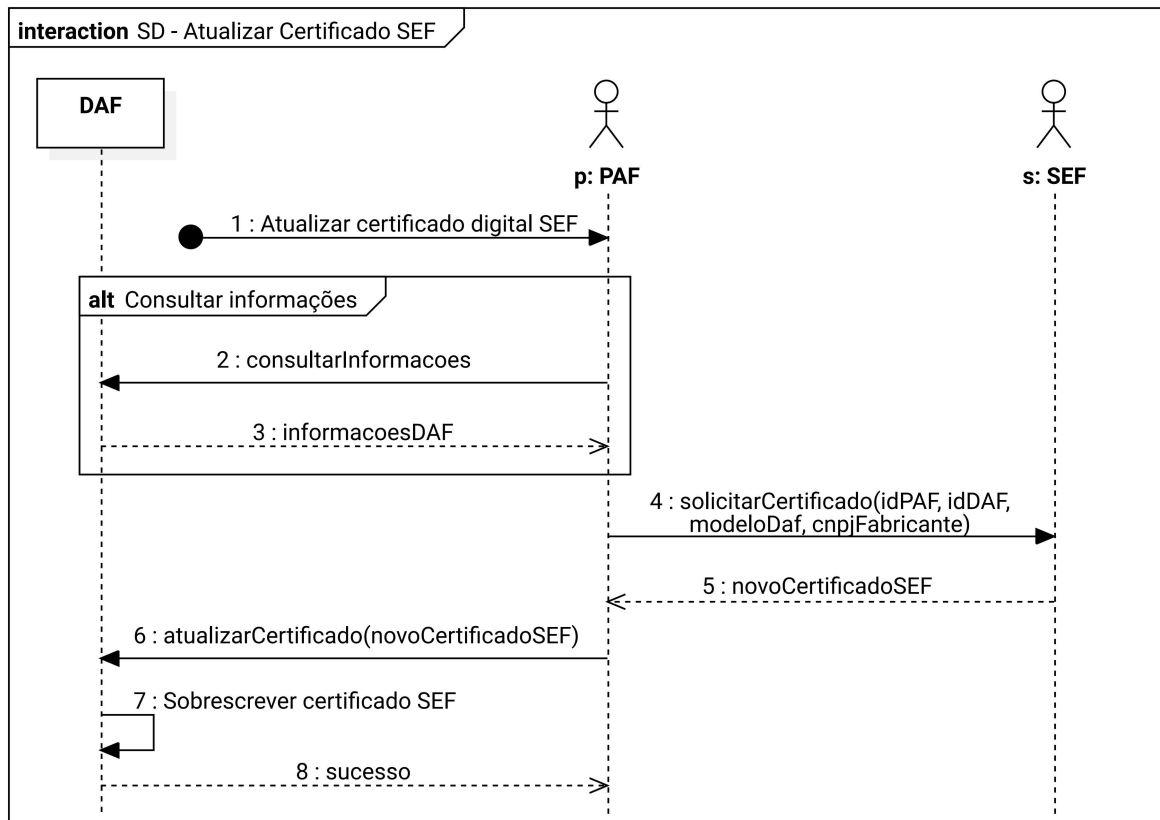 interaction SD - Atualizar Certificado SEF
DAF
p: PAF
s: SEF
1 : Atualizar certificado digital SEF
alt Consultar informações
2 : consultarInformacoes
3 : informacoesDAF
4 : solicitarCertificado(idPAF, idDAF,
modeloDaf, cnpjFabricante)
5 : novoCertificadoSEF
6 : atualizarCertificado(novoCertificadoSEF)
7 : Sobrescrever certificado SEF
8 : sucesso